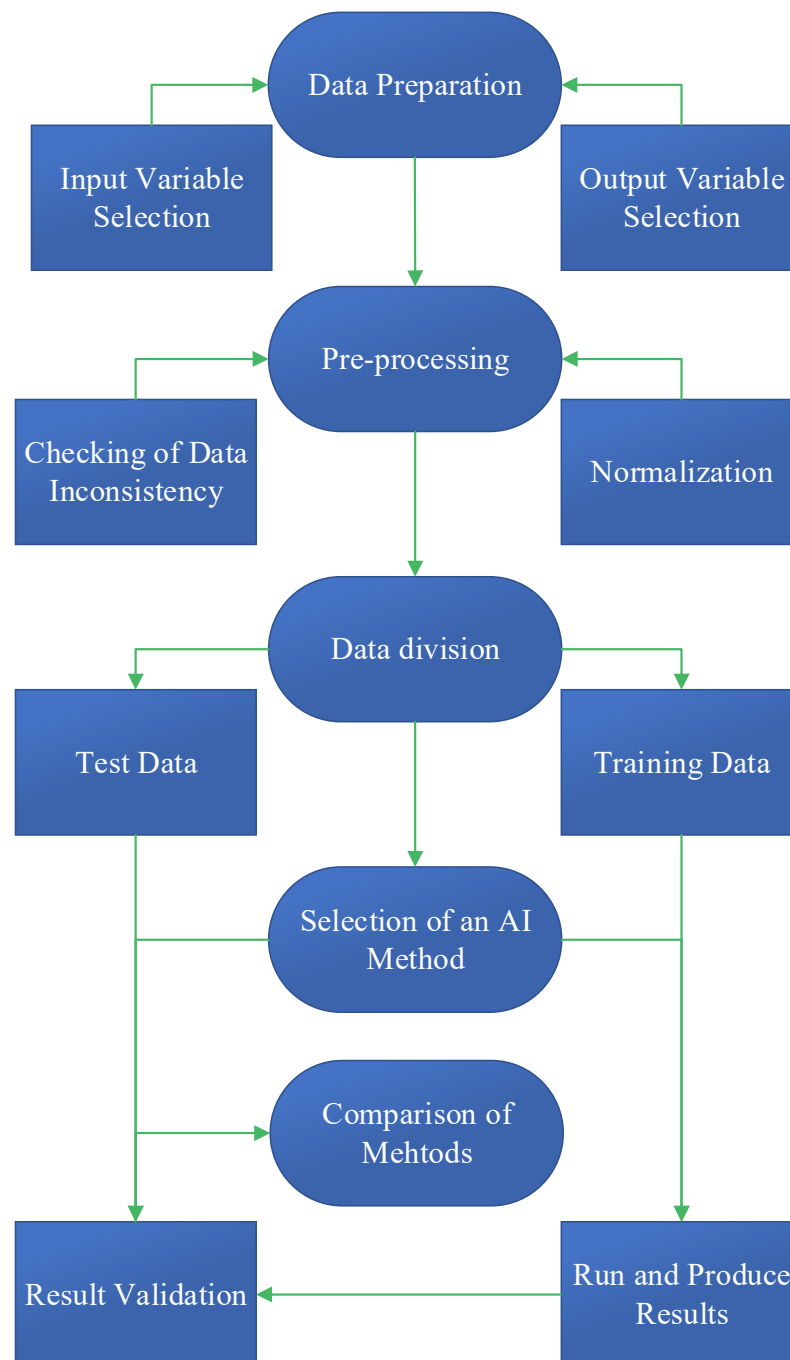 Data Preparation
Input Variable
Selection
Output Variable
Selection
Pre-processing
Checking of Data
Inconsistency
Normalization
Data division
Test Data
Training Data
Selection of an AI
Method
Comparison of
Mehtods
Result Validation
Run and Produce
Results